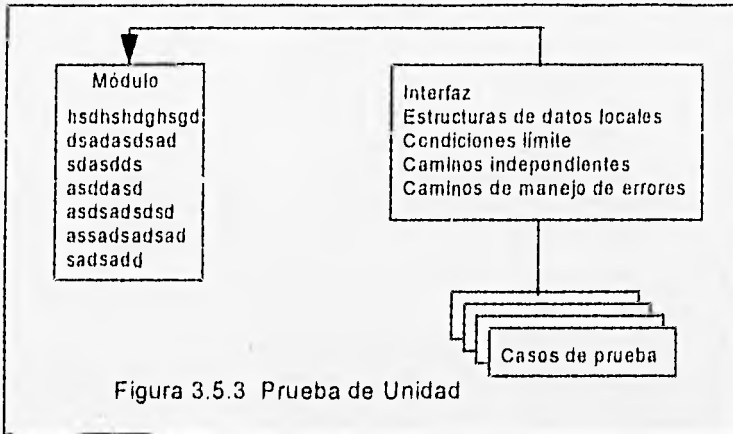 Módulo
hsdhshdghsgd
dsadasdsad
sdasdds
asddasd
asdsadsdsd
assadsadsad
sadsadd
Interfaz
Estructuras de datos locales
Condiciones límite
Caminos independientes
Caminos de manejo de errores
Casos de prueba
Figura 3.5.3 Prueba de Unidad